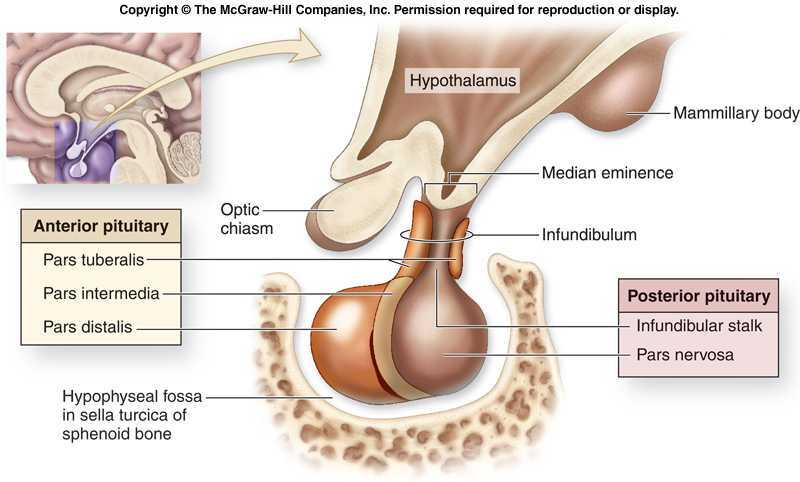 Copyright © The McGraw-Hill Companies, Inc. Permission required for reproduction or display.
Hypothalamus
Mammillary body
Median eminence
Optic
chiasm
Infundibulum
Anterior pituitary
Pars tuberalis
Pars intermedia
Pars distalis
Posterior pituitary
Infundibular stalk
Pars nervosa
Hypophyseal fossa
in sella turcica of
sphenoid bone